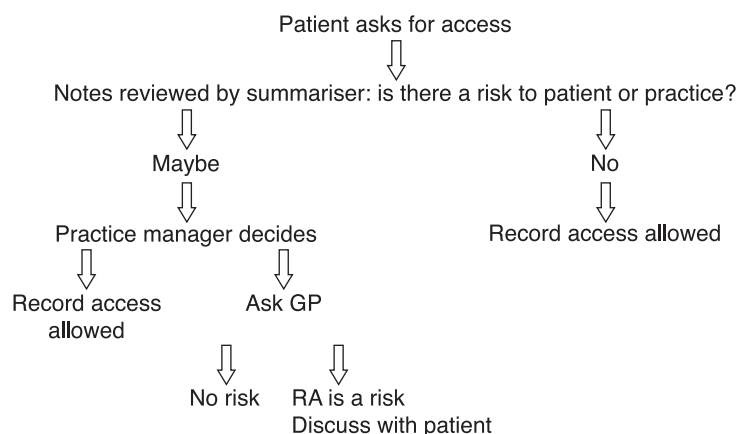 Patient asks for access
Notes reviewed by summariser: is there a risk to patient or practice?
Maybe
No
Practice manager decides
Record access allowed
Record access
allowed
Ask GP
No risk
RA is a risk
Discuss with patient